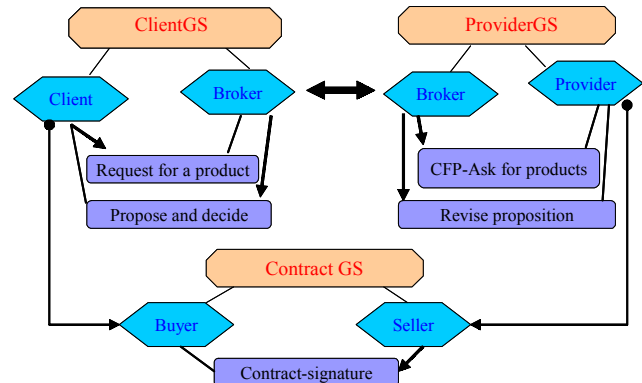 ClientGS
ProviderGS
Client
Broker
Broker
Provider
Request for a product
CFP-Ask for products
Propose and decide
Revise proposition
Contract GS
Buyer
Seller
Contract-signature